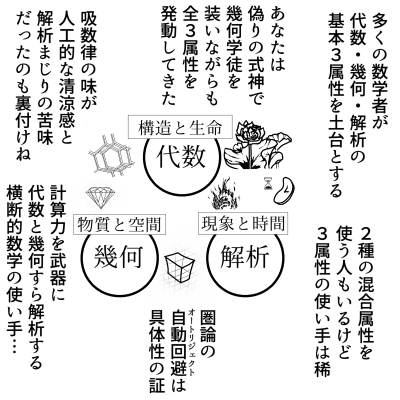 多くの数学者が
代数・幾何・解析の
基本３属性を土台とする
あなたは
偽りの式神で
幾何学徒を
装いながらも
全３属性を
発動してきた
吸数律の味が
人工的な清涼感と
解析まじりの苦味
だったのも裏付けね
構造と生命
代数
物質と空間
幾何
現象と時間
解析
２種の混合属性を
使う人もいるけど
３属性の使い手は稀
圏論の
自動回避は
オートリジェクト
具体性の証
計算力を武器に
代数と幾何すら解析する
横断的数学の使い手…